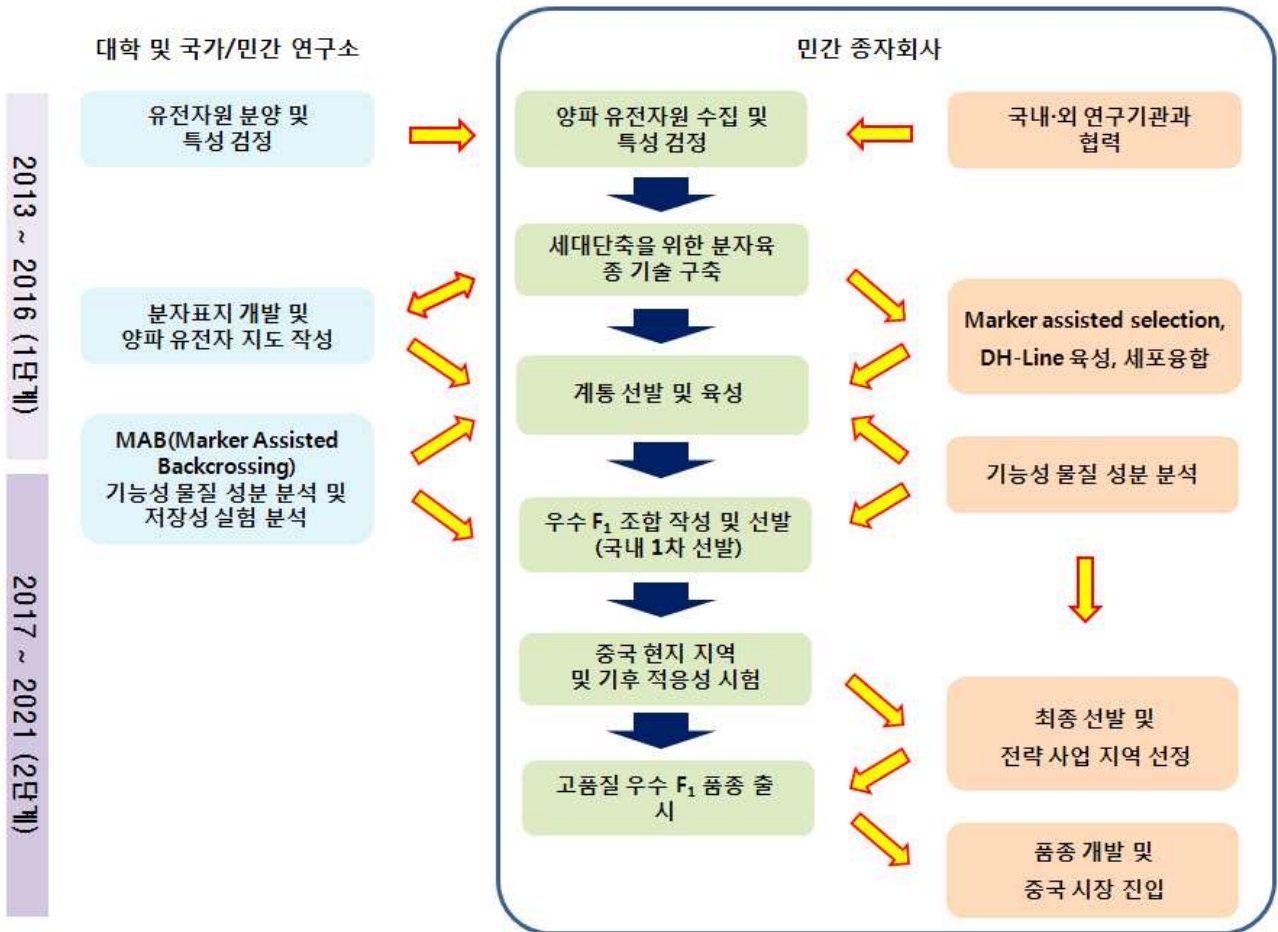 대학 및 국가/민간 연구소
민간 종자회사
2013 ~ 2016 (1단계)
2017 ~ 2021 (2단계)
유전자원 분양 및
특성 검정
양파 유전자원 수집 및
특성 검정
국내·외 연구기관과
협력
세대단축을 위한 분자육
종 기술 구축
분자표지 개발 및
양파 유전자 지도 작성
Marker assisted selection,
DH-Line 육성, 세포융합
계통 선발 및 육성
MAB(Marker Assisted
Backcrossing)
기능성 물질 성분 분석 및
저장성 실험 분석
기능성 물질 성분 분석
우수 F₁ 조합 작성 및 선발
(국내 1차 선발)
중국 현지 지역
및 기후 적응성 시험
최종 선발 및
전략 사업 지역 선정
고품질 우수 F₁ 품종 출
시
품종 개발 및
중국 시장 진입